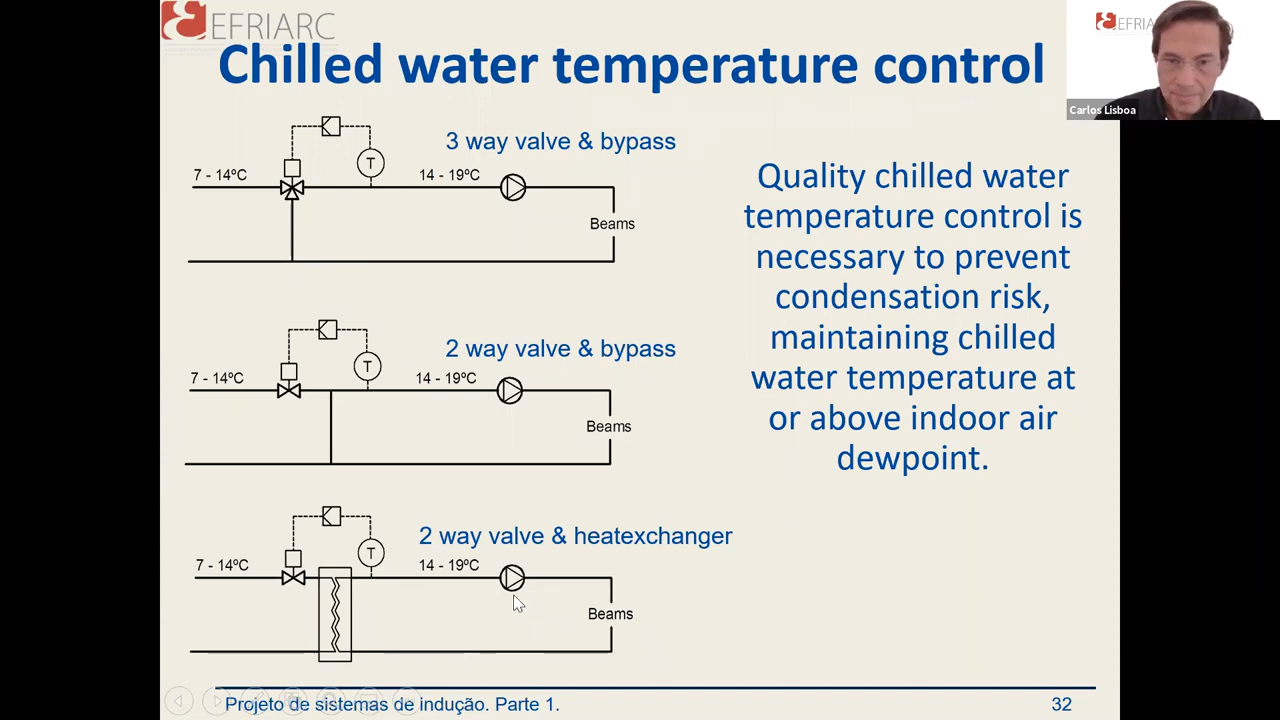 EFRIARC
Chilled water temperature control
EFRIARC
Carlos Lisboa
3 way valve & bypass
T
7 - 14ºC
14 - 19ºC
Beams
2 way valve & bypass
T
7 - 14ºC
14 - 19ºC
Beams
2 way valve & heatexchanger
T
7 - 14ºC
14 - 19ºC
Beams
Quality chilled water
temperature control is
necessary to prevent
condensation risk,
maintaining chilled
water temperature at
or above indoor air
dewpoint.
Projeto de sistemas de indução. Parte 1.
32